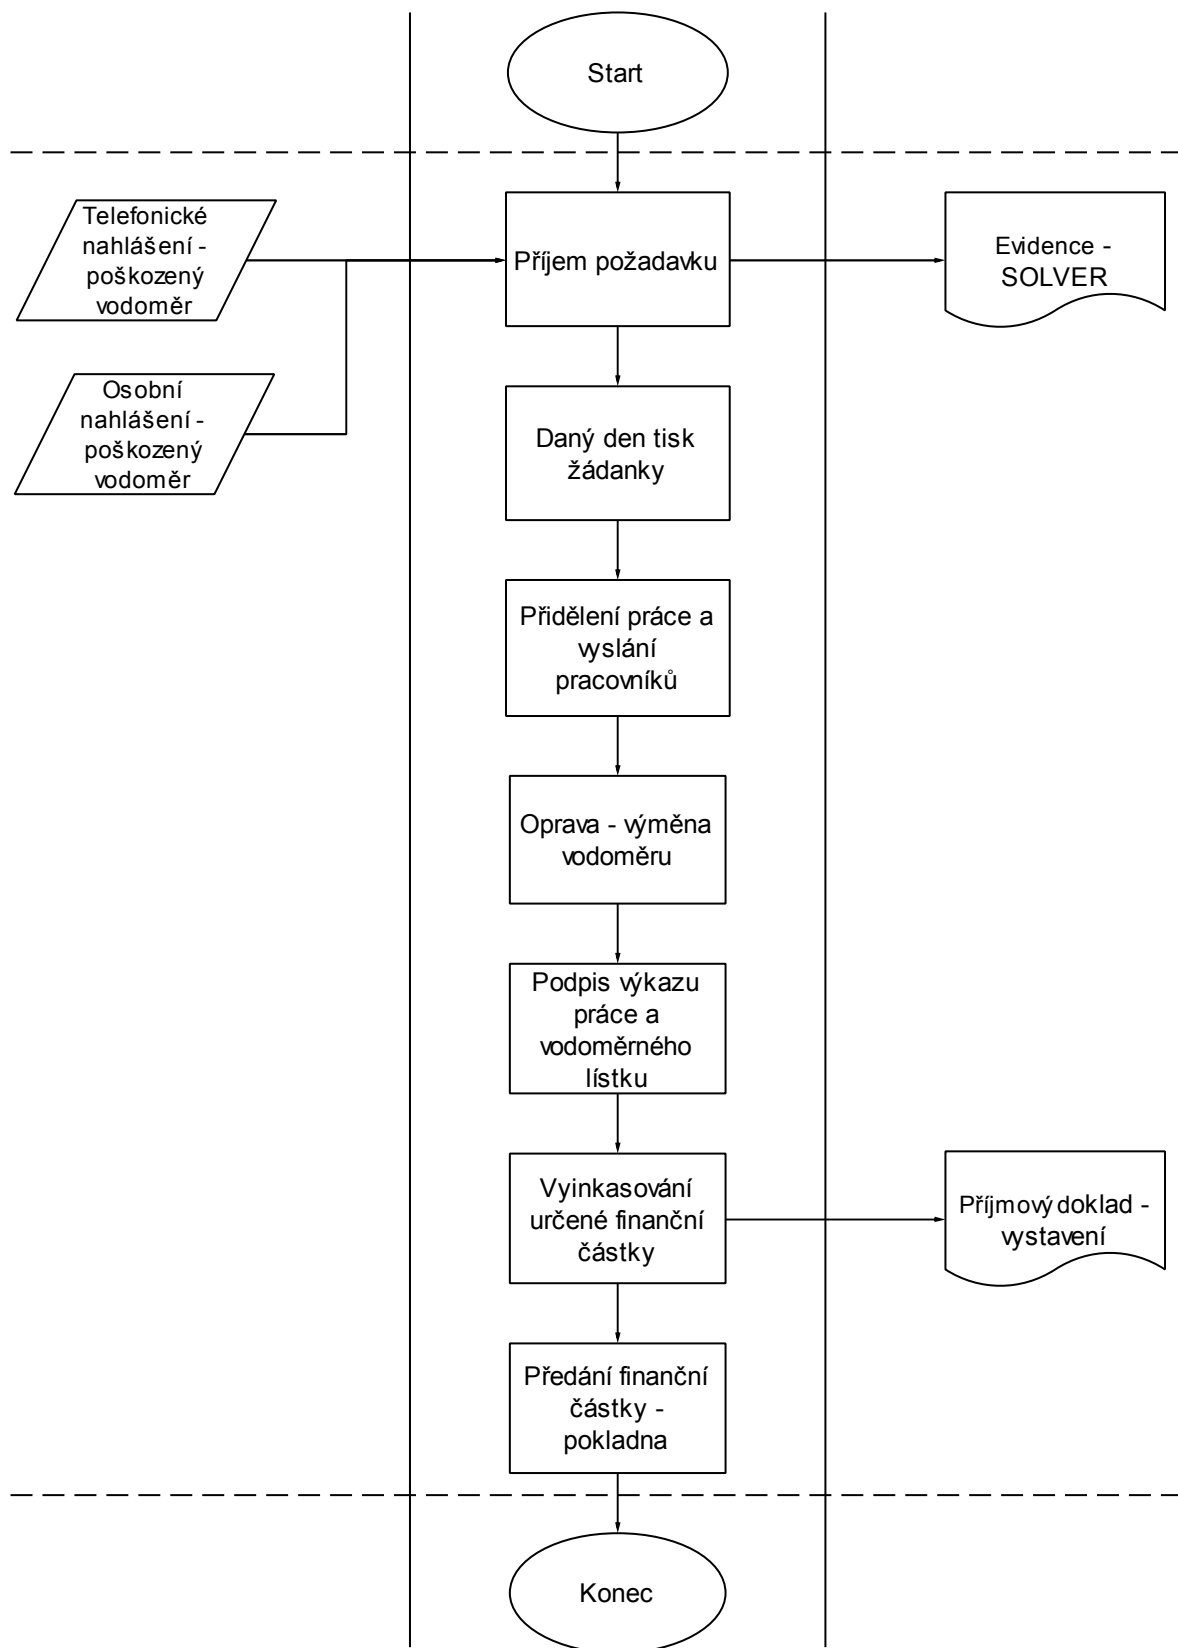 Start
Telefonické
nahlášení -
poškozený
vodoměr
Příjem požadavku
Evidence -
SOLVER
Osobní
nahlášení -
poškozený
vodoměr
Daný den tisk
žádanky
Přidělení práce a
vyslání
pracovníků
Oprava - výměna
vodoměru
Podpis výkazu
práce a
vodoměrného
lístku
Vyinkasování
určené finanční
částky
Příjmový doklad -
vystavení
Předání finanční
částky -
pokladna
Konec